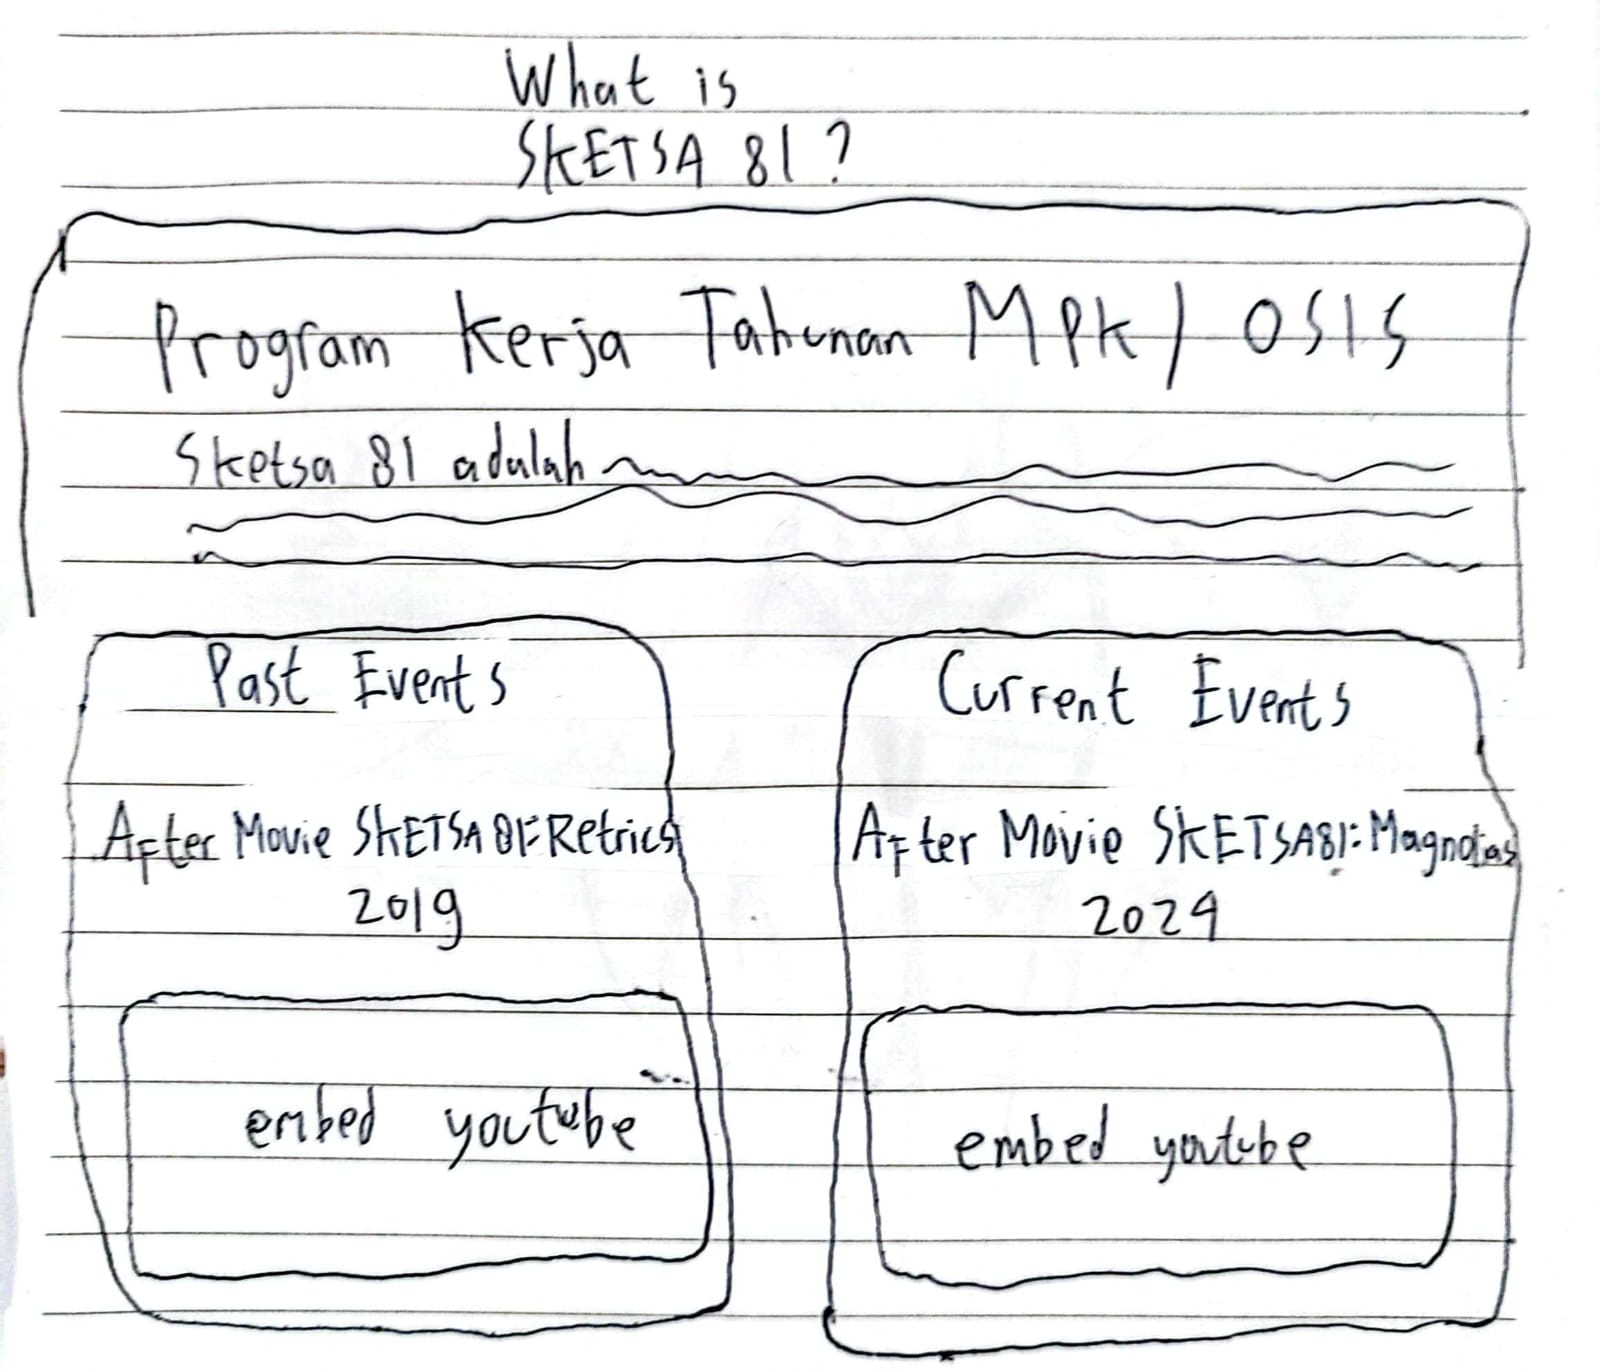 What is
SKETSA 81?
Program Kerja Tahunan MPK / OSIS
Sketsa 81 adalah
Past Events
Current Events
After Movie SKETSA 81: Retrics
2019
After Movie SKETSA81: Magnolias
2024
embed youtube
embed youtube